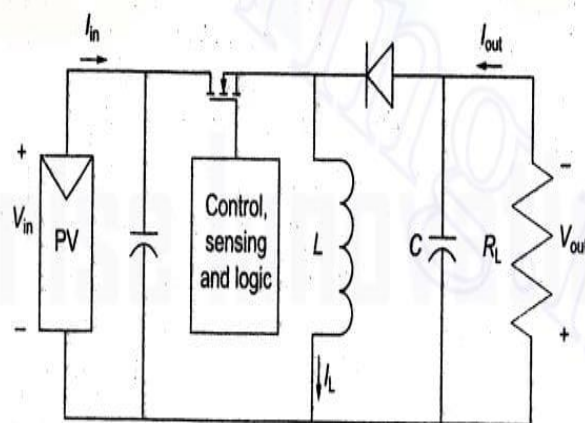 I_in
I_out
+
V_in
PV
−
Control,
sensing
and logic
L
I_L
C
R_L
−
V_out
+